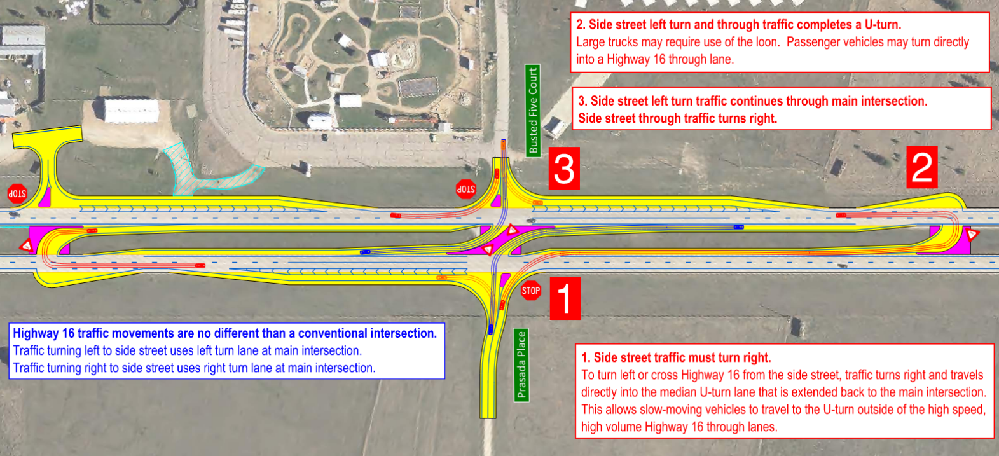 2. Side street left turn and through traffic completes a U-turn.
Large trucks may require use of the loon. Passenger vehicles may turn directly
into a Highway 16 through lane.
3. Side street left turn traffic continues through main intersection.
Side street through traffic turns right.
Busted Five Court
3
2
STOP
STOP
1
STOP
Highway 16 traffic movements are no different than a conventional intersection.
Traffic turning left to side street uses left turn lane at main intersection.
Traffic turning right to side street uses right turn lane at main intersection.
Prasada Place
1. Side street traffic must turn right.
To turn left or cross Highway 16 from the side street, traffic turns right and travels
directly into the median U-turn lane that is extended back to the main intersection.
This allows slow-moving vehicles to travel to the U-turn outside of the high speed,
high volume Highway 16 through lanes.